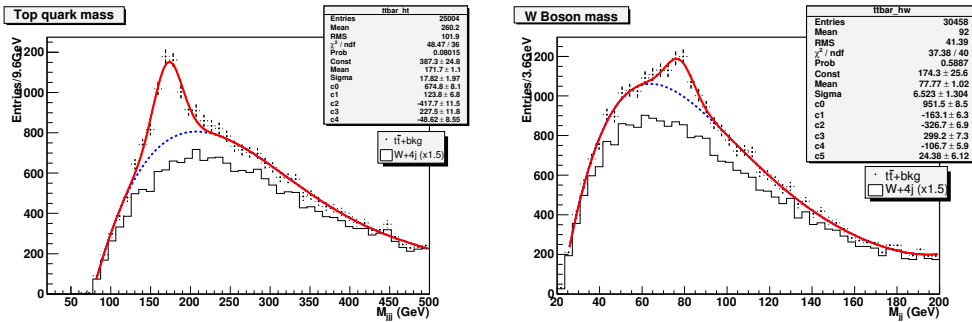 Top quark mass
ttbar_ht
Entries 25004
Mean 260.2
RMS 101.9
χ² / ndf 48.47 / 36
Prob 0.08015
Const 387.3 ± 24.8
Mean 171.7 ± 1.1
Sigma 17.82 ± 1.97
c0 674.8 ± 8.1
c1 123.8 ± 6.8
c2 -417.7 ± 11.5
c3 227.5 ± 11.8
c4 -48.62 ± 8.55
tt̄+bkg
W+4j (x1.5)
Entries/9.6GeV
1200
1000
800
600
400
200
0
50 100 150 200 250 300 350 400 450 500
M_jjj (GeV)
W Boson mass
ttbar_hw
Entries 30458
Mean 92
RMS 41.39
χ² / ndf 37.38 / 40
Prob 0.5887
Const 174.3 ± 25.6
Mean 77.77 ± 1.02
Sigma 6.523 ± 1.304
c0 951.5 ± 8.5
c1 -163.1 ± 6.3
c2 -326.7 ± 6.9
c3 299.2 ± 7.3
c4 -106.7 ± 5.9
c5 24.38 ± 6.12
tt̄+bkg
W+4j (x1.5)
Entries/3.6GeV
1200
1000
800
600
400
200
0
20 40 60 80 100 120 140 160 180 200
M_jj (GeV)